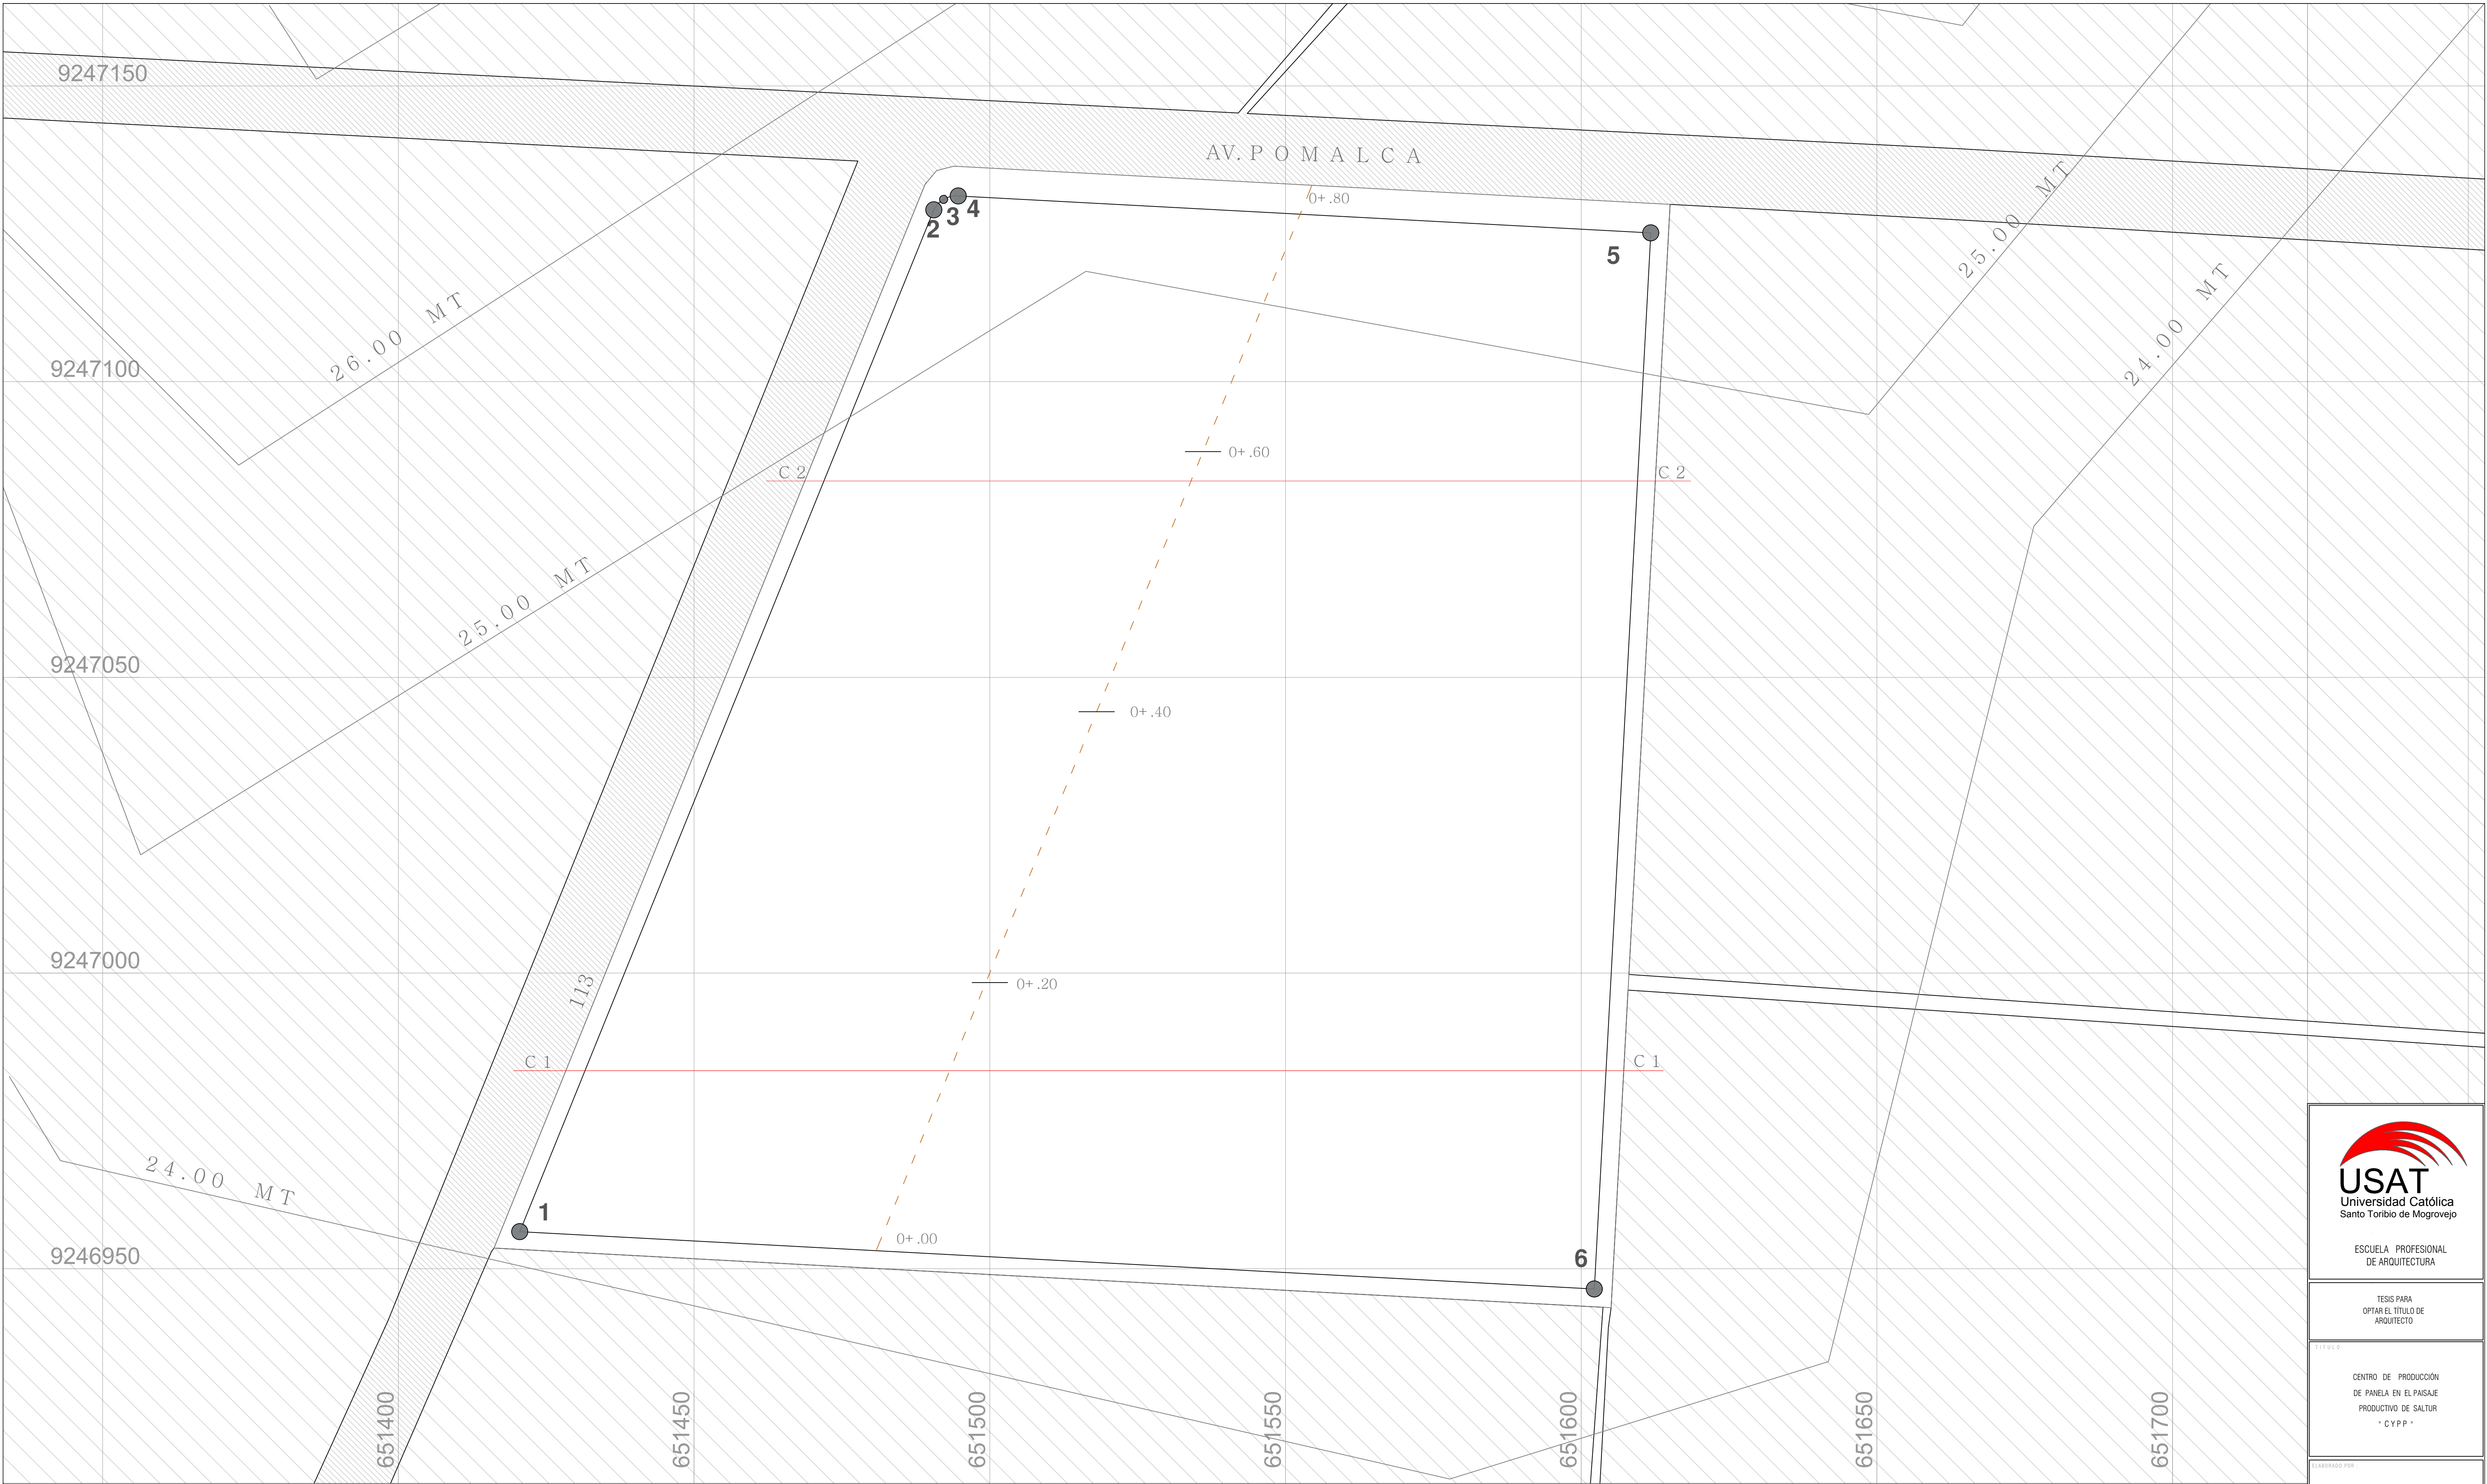 9247150
AV. POMALCA
0+.80
2
3
4
5
25.00 MT
26.00 MT
24.00 MT
9247100
0+.60
C 2
C 2
25.00 MT
9247050
0+.40
9247000
113
0+.20
C 1
C 1
24.00 MT
1
0+.00
6
9246950
651400
651450
651500
651550
651600
651650
651700
USAT
Universidad Católica
Santo Toribio de Mogrovejo
ESCUELA PROFESIONAL
DE ARQUITECTURA
TESIS PARA
OPTAR EL TÍTULO DE
ARQUITECTO
TITULO:
CENTRO DE PRODUCCIÓN
DE PANELA EN EL PAISAJE
PRODUCTIVO DE SALTUR
" C Y P P "
ELABORADO POR